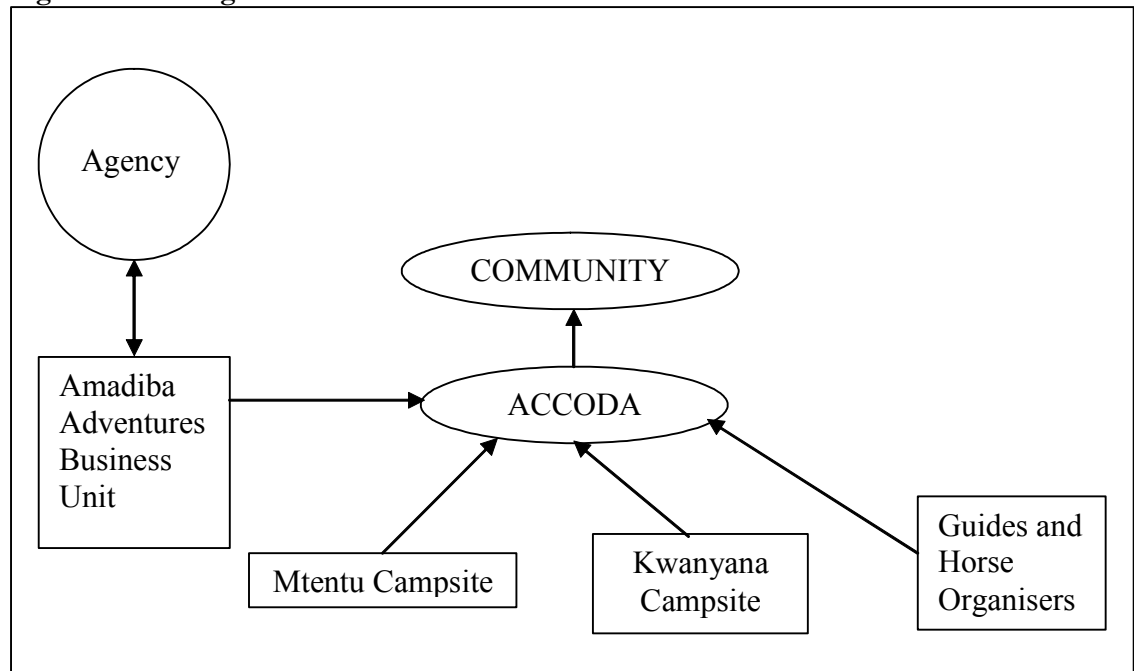 Agency
COMMUNITY
Amadiba
Adventures
Business
Unit
ACCODA
Mtentu Campsite
Kwanyana
Campsite
Guides and
Horse
Organisers